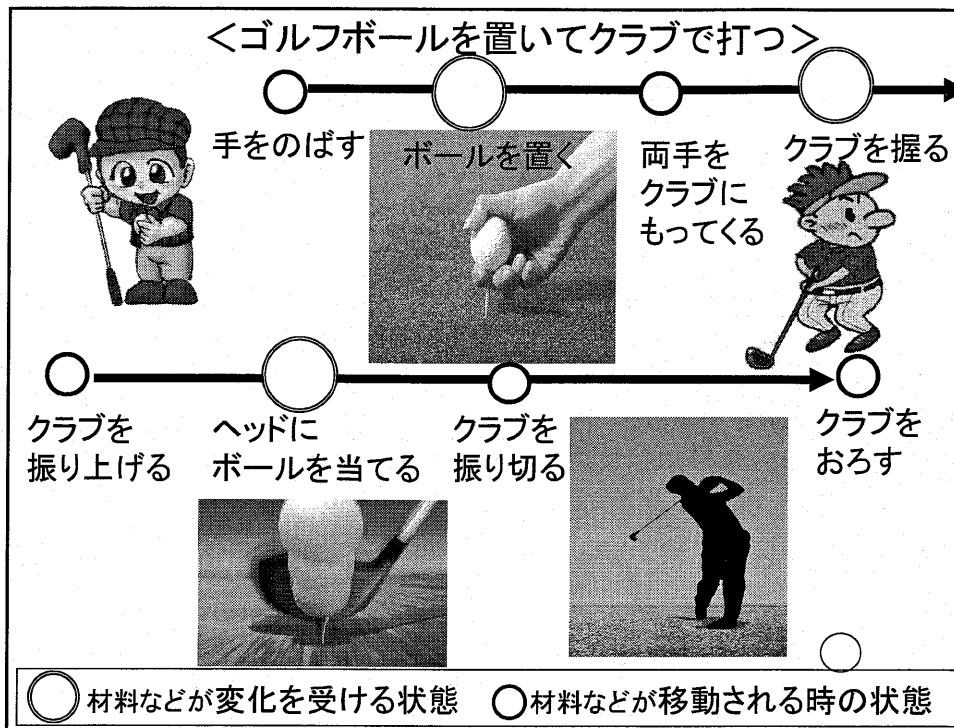 ＜ゴルフボールを置いてクラブで打つ＞
手をのばす
ボールを置く
両手を
クラブに
もってくる
クラブを握る
クラブを
振り上げる
ヘッドに
ボールを当てる
クラブを
振り切る
クラブを
おろす
材料などが変化を受ける状態
材料などが移動される時の状態